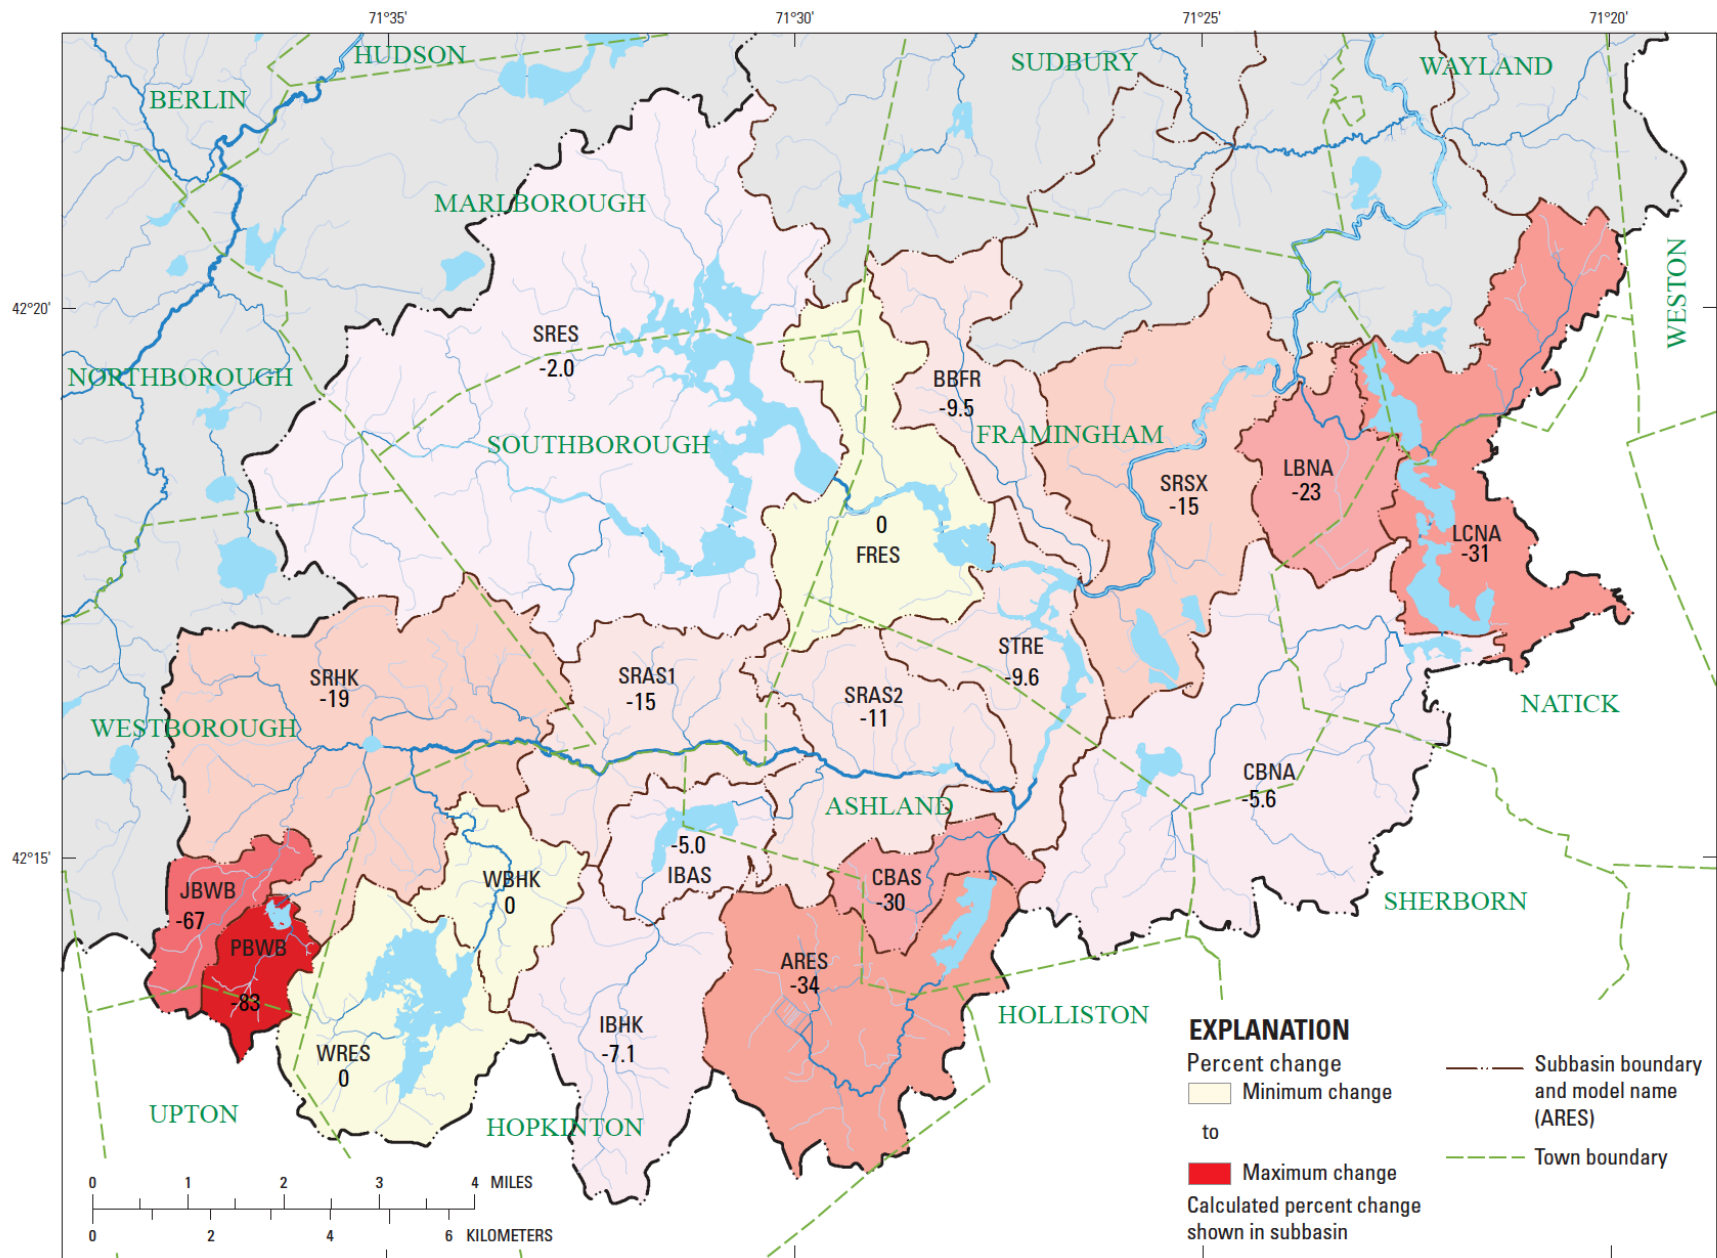 71°35'
71°30'
71°25'
71°20'
HUDSON
SUDBURY
WAYLAND
BERLIN
MARLBOROUGH
WESTON
42°20'
SRES
-2.0
NORTHBOROUGH
BBFR
-9.5
SOUTHBOROUGH
FRAMINGHAM
LBNA
-23
SRSX
-15
0
FRES
LCNA
-31
STRE
-9.6
SRHK
-19
SRAS1
-15
SRAS2
-11
NATICK
WESTBOROUGH
CBNA
-5.6
ASHLAND
42°15'
-5.0
IBAS
JBWB
-67
WBHK
0
CBAS
-30
SHERBORN
PBWB
-83
ARES
-34
HOLLISTON
IBHK
-7.1
WRES
0
UPTON
HOPKINTON
EXPLANATION
Percent change
Minimum change
to
Maximum change
Calculated percent change
shown in subbasin
Subbasin boundary
and model name
(ARES)
Town boundary
0 1 2 3 4 MILES
0 2 4 6 KILOMETERS